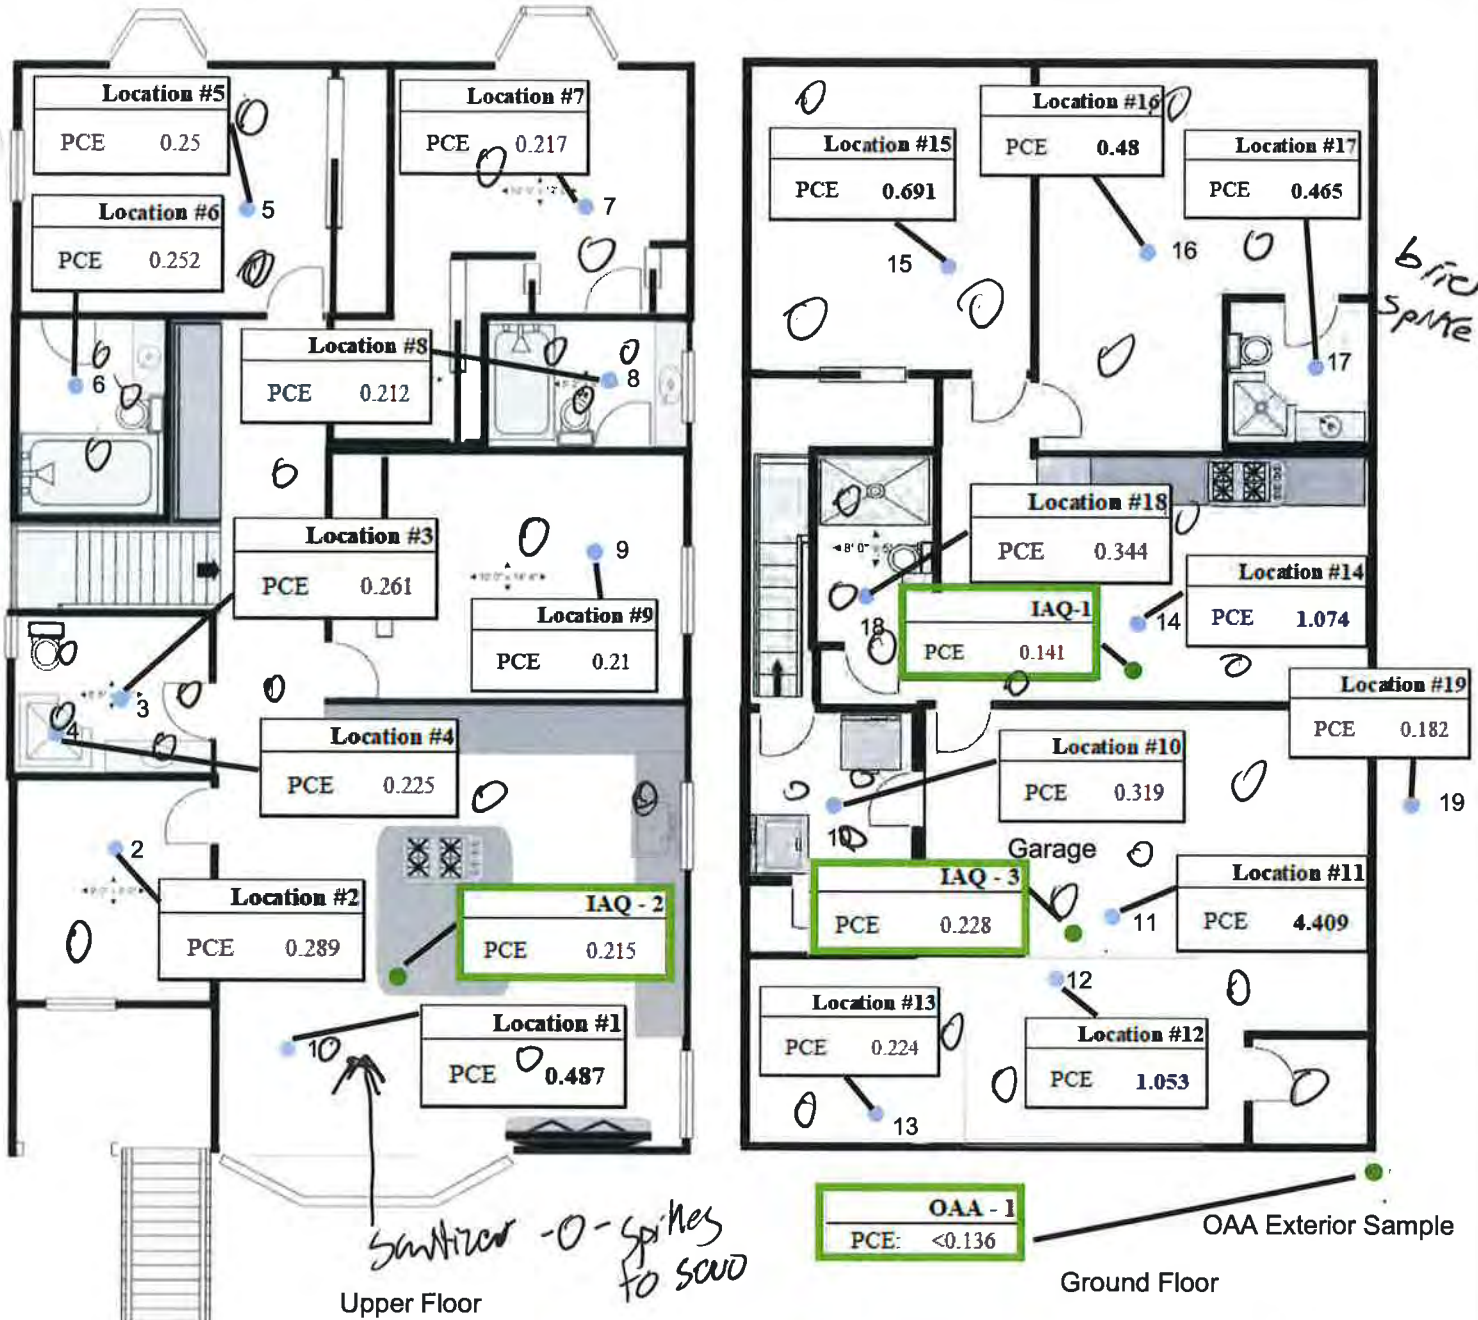 Location #5
PCE 0.25
Location #7
PCE 0.217
Location #6
PCE 0.252
5
7
Location #8
PCE 0.212
6
8
Location #3
PCE 0.261
9
Location #9
PCE 0.21
3
4
Location #4
PCE 0.225
2
Location #2
PCE 0.289
IAQ - 2
PCE 0.215
Location #1
PCE 0.487
1
sanitizer - 0 - spikes
to 5000
Upper Floor
Location #16
PCE 0.48
Location #15
PCE 0.691
Location #17
PCE 0.465
15
16
17
spike
Location #18
PCE 0.344
8' 0" x 5'
Location #14
PCE 1.074
14
18
IAQ-1
PCE 0.141
Location #19
PCE 0.182
19
Location #10
PCE 0.319
10
Garage
IAQ - 3
PCE 0.228
Location #11
PCE 4.409
11
12
Location #13
PCE 0.224
Location #12
PCE 1.053
13
OAA - 1
PCE: <0.136
OAA Exterior Sample
Ground Floor